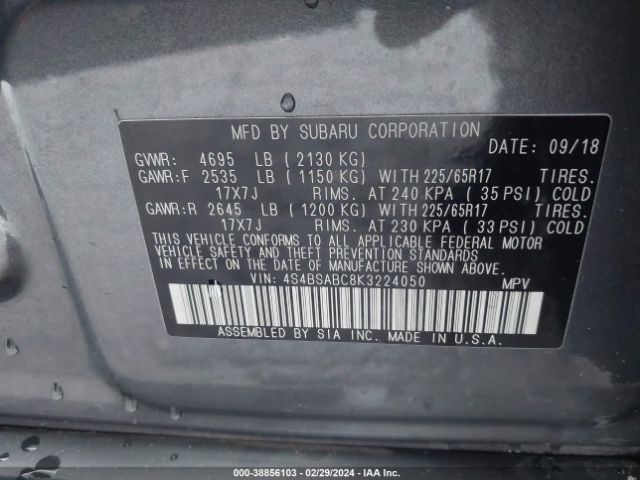 MFD BY SUBARU CORPORATION
DATE: 09/18
GVWR: 4695 LB ( 2130 KG)
GAWR:F 2535 LB ( 1150 KG) WITH 225/65R17 TIRES.
17X7J RIMS. AT 240 KPA ( 35 PSI) COLD
GAWR:R 2645 LB ( 1200 KG) WITH 225/65R17 TIRES.
17X7J RIMS. AT 230 KPA ( 33 PSI) COLD
THIS VEHICLE CONFORMS TO ALL APPLICABLE FEDERAL MOTOR
VEHICLE SAFETY AND THEFT PREVENTION STANDARDS
IN EFFECT ON THE DATE OF MANUFACTURE SHOWN ABOVE.
VIN: 4S4BSABC8K3224050 MPV
ASSEMBLED BY SIA INC. MADE IN U.S.A.
000-38856103 - 02/29/2024 - IAA Inc.